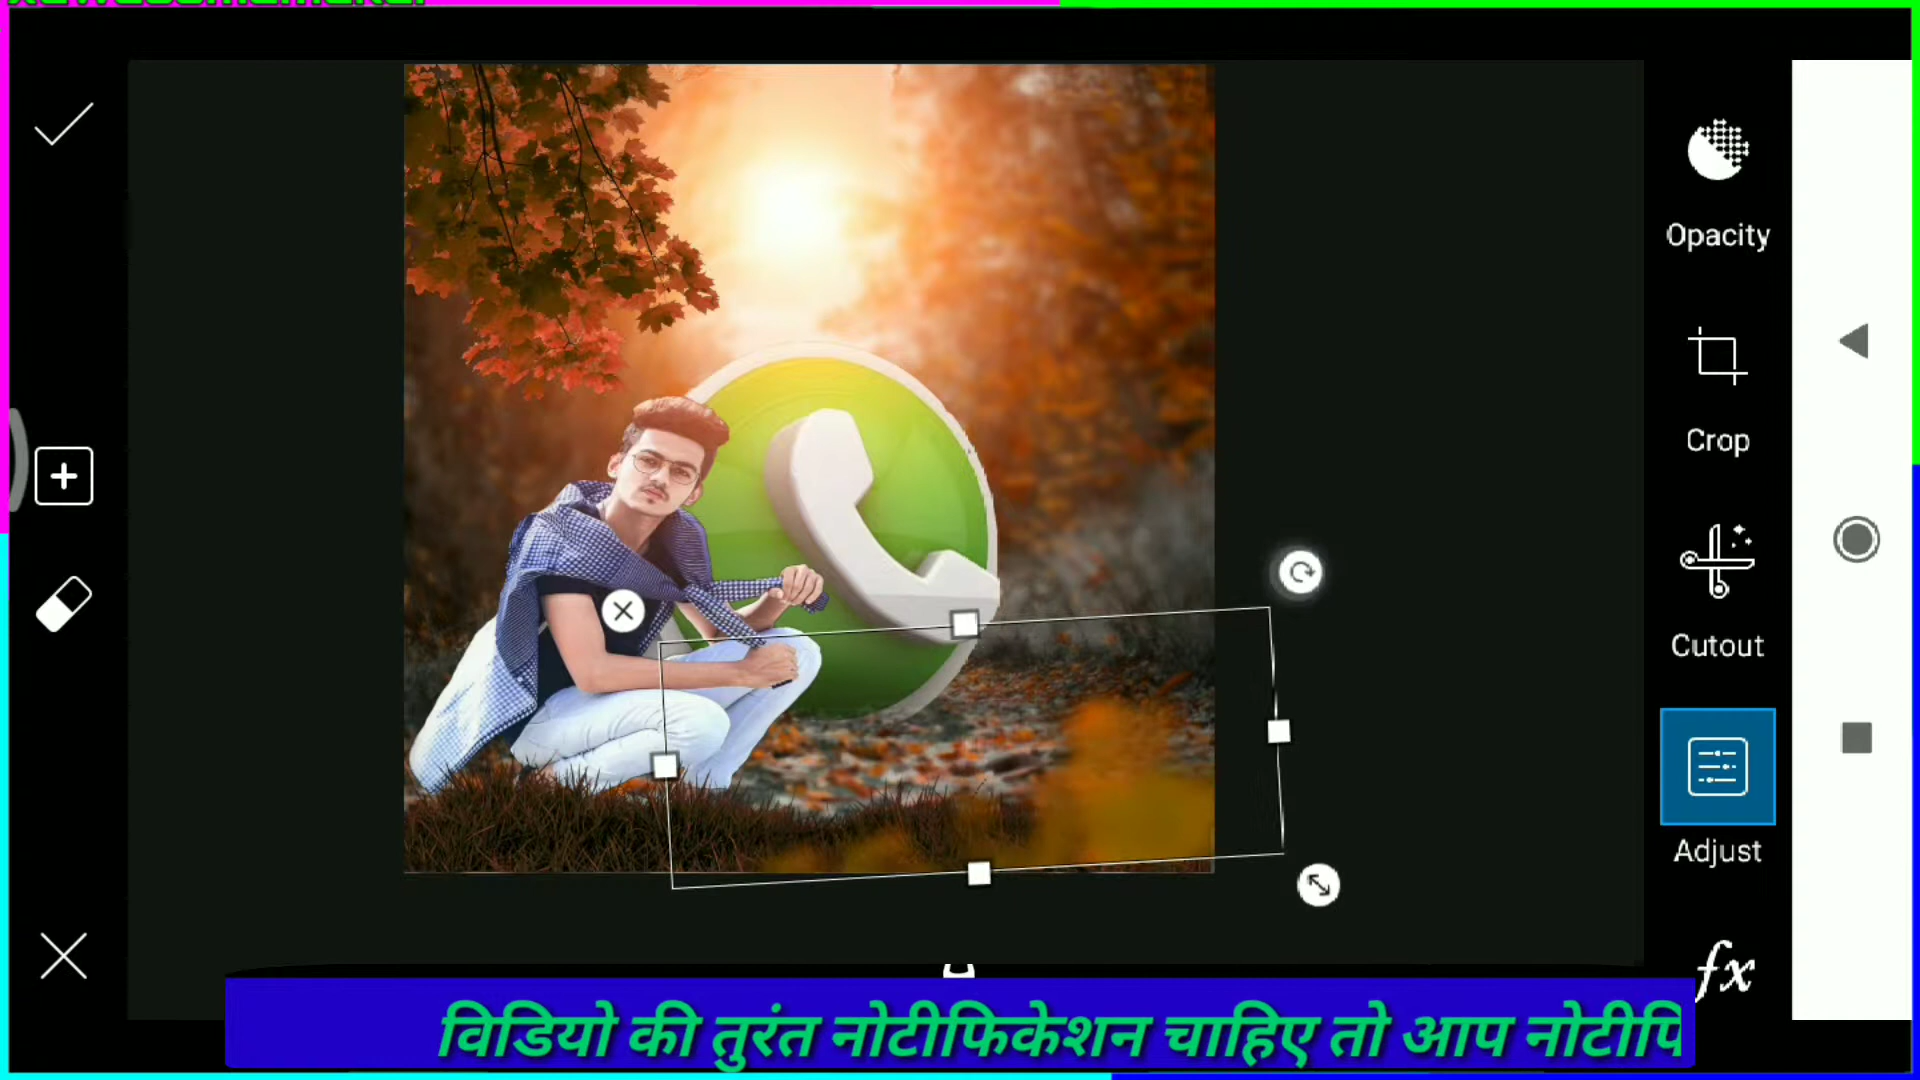 Opacity
Crop
Cutout
Adjust
fx
विडियो की तुरंत नोटीफिकेशन चाहिए तो आप